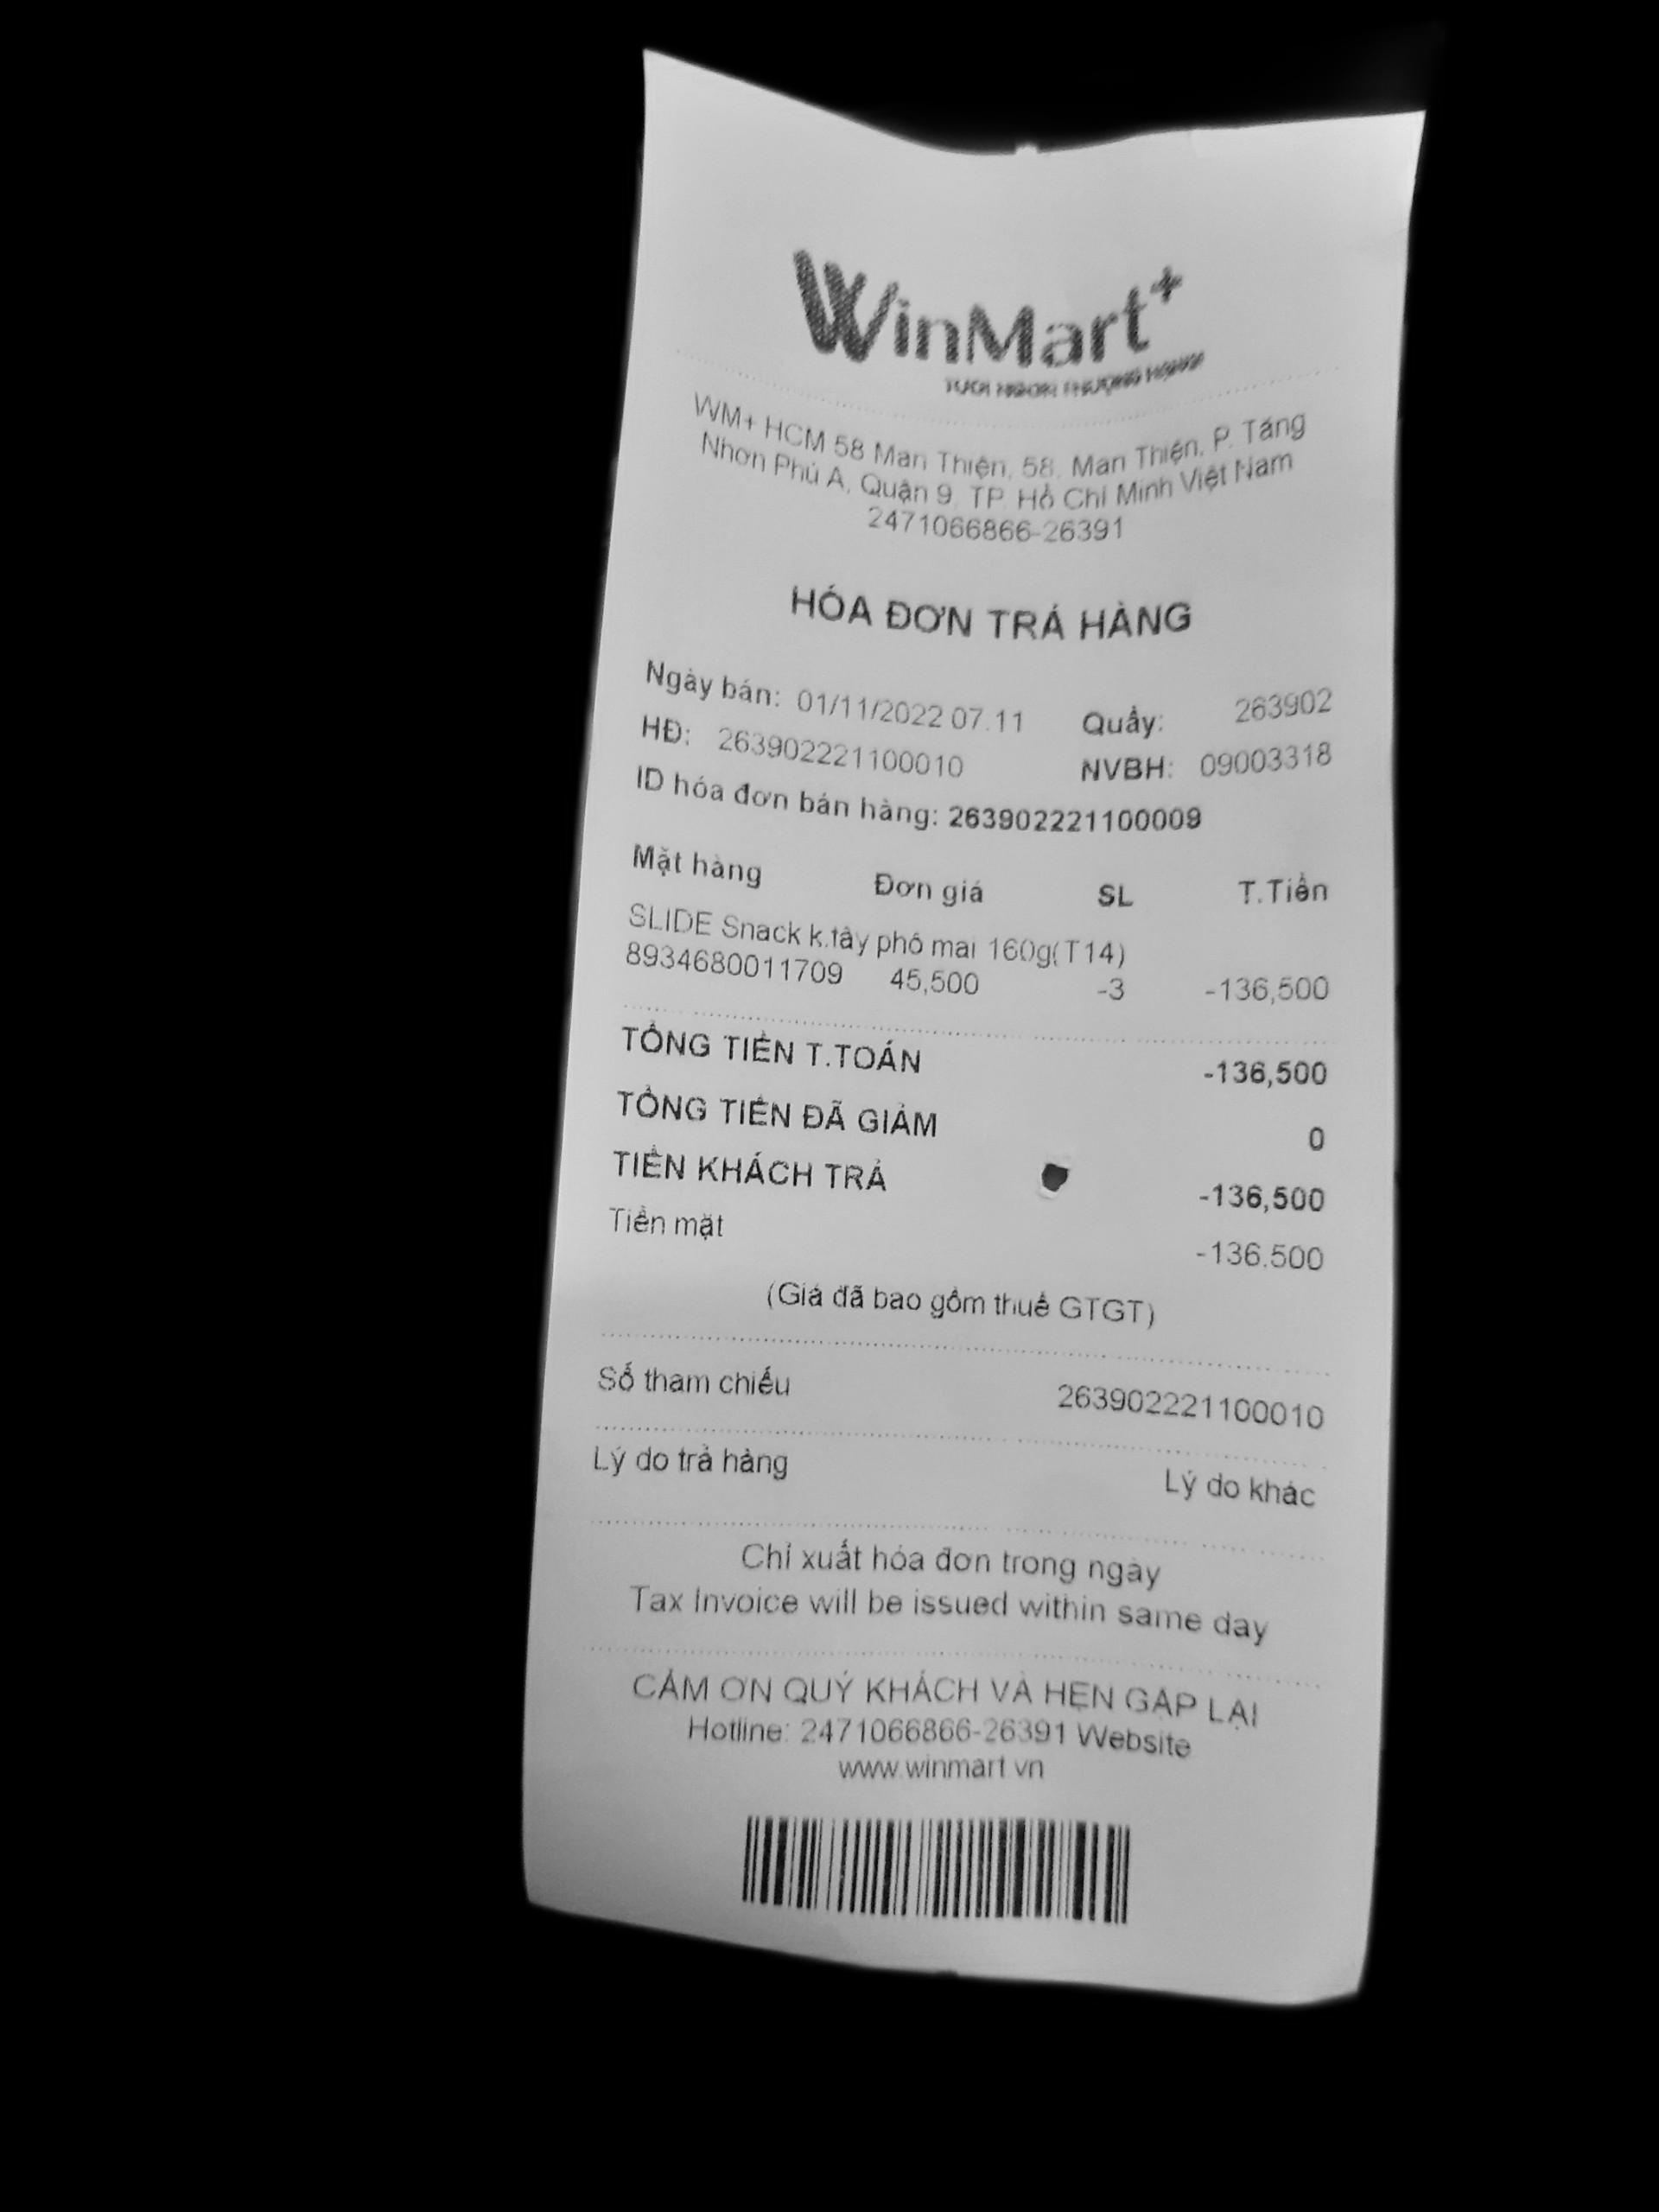 WinMart+
TƯƠI NGON THƯỢNG HẠNG
WM+ HCM 58 Man Thiện, 58, Man Thiện, P. Tăng
Nhơn Phú A, Quận 9, TP. Hồ Chí Minh Việt Nam
2471066866-26391
HÓA ĐƠN TRẢ HÀNG
Ngày bán: 01/11/2022 07:11 Quầy: 263902
HĐ: 263902221100010 NVBH: 09003318
ID hóa đơn bán hàng: 263902221100009
Mặt hàng Đơn giá SL T.Tiền
SLIDE Snack k.tây phô mai 160g(T14)
8934680011709 45,500 -3 -136,500
TỔNG TIỀN T.TOÁN -136,500
TỔNG TIỀN ĐÃ GIẢM 0
TIỀN KHÁCH TRẢ -136,500
Tiền mặt -136.500
(Giá đã bao gồm thuế GTGT)
Số tham chiếu 263902221100010
Lý do trả hàng Lý do khác
Chỉ xuất hóa đơn trong ngày
Tax Invoice will be issued within same day
CẢM ƠN QUÝ KHÁCH VÀ HẸN GẶP LẠI
Hotline: 2471066866-26391 Website
www.winmart.vn